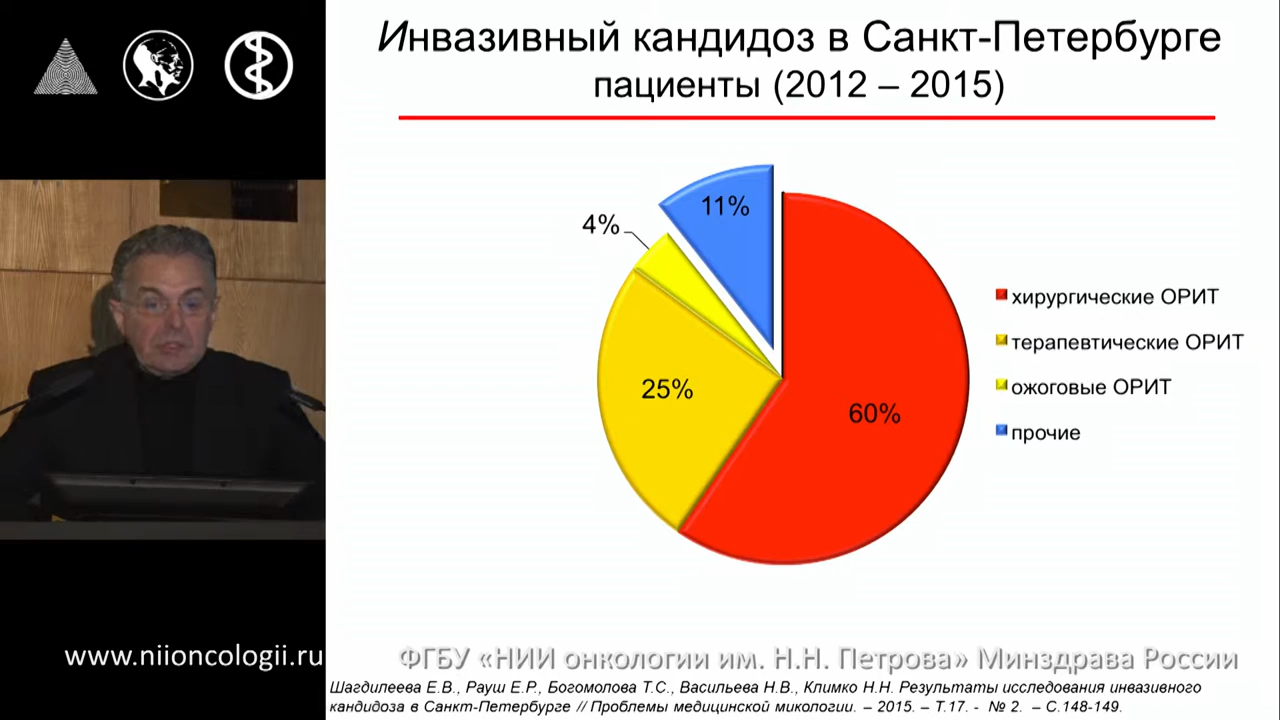 Инвазивный кандидоз в Санкт-Петербурге
пациенты (2012 – 2015)
11%
4%
25%
60%
хирургические ОРИТ
терапевтические ОРИТ
ожоговые ОРИТ
прочие
www.niioncologii.ru
ФГБУ «НИИ онкологии им. Н.Н. Петрова» Минздрава России
Шагдилеева Е.В., Рауш Е.Р., Богомолова Т.С., Васильева Н.В., Климко Н.Н. Результаты исследования инвазивного
кандидоза в Санкт-Петербурге // Проблемы медицинской микологии. – 2015. – Т.17. - № 2. – С.148-149.